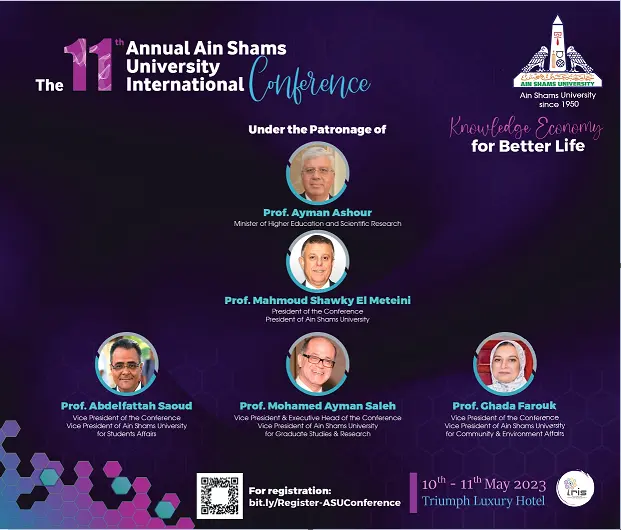 The 11th Annual Ain Shams
University
International Conference
AIN SHAMS UNIVERSITY
Ain Shams University
since 1950
Knowledge Economy
for Better Life
Under the Patronage of
Prof. Ayman Ashour
Minister of Higher Education and Scientific Research
Prof. Mahmoud Shawky El Meteini
President of the Conference
President of Ain Shams University
Prof. Abdelfattah Saoud
Vice President of the Conference
Vice President of Ain Shams University
for Students Affairs
Prof. Mohamed Ayman Saleh
Vice President & Executive Head of the Conference
Vice President of Ain Shams University
for Graduate Studies & Research
Prof. Ghada Farouk
Vice President of the Conference
Vice President of Ain Shams University
for Community & Environment Affairs
For registration:
bit.ly/Register-ASUConference
10th - 11th May 2023
Triumph Luxury Hotel
iris